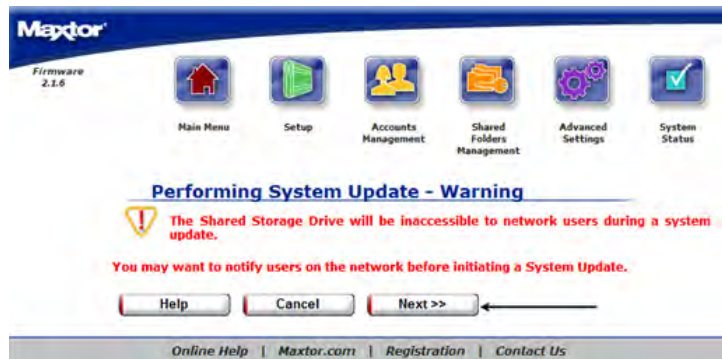 Maxtor
Firmware
2.1.6
Main Menu
Setup
Accounts
Management
Shared
Folders
Management
Advanced
Settings
System
Status
Performing System Update - Warning
The Shared Storage Drive will be inaccessible to network users during a system
update.
You may want to notify users on the network before initiating a System Update.
Help
Cancel
Next >>
Online Help | Maxtor.com | Registration | Contact Us